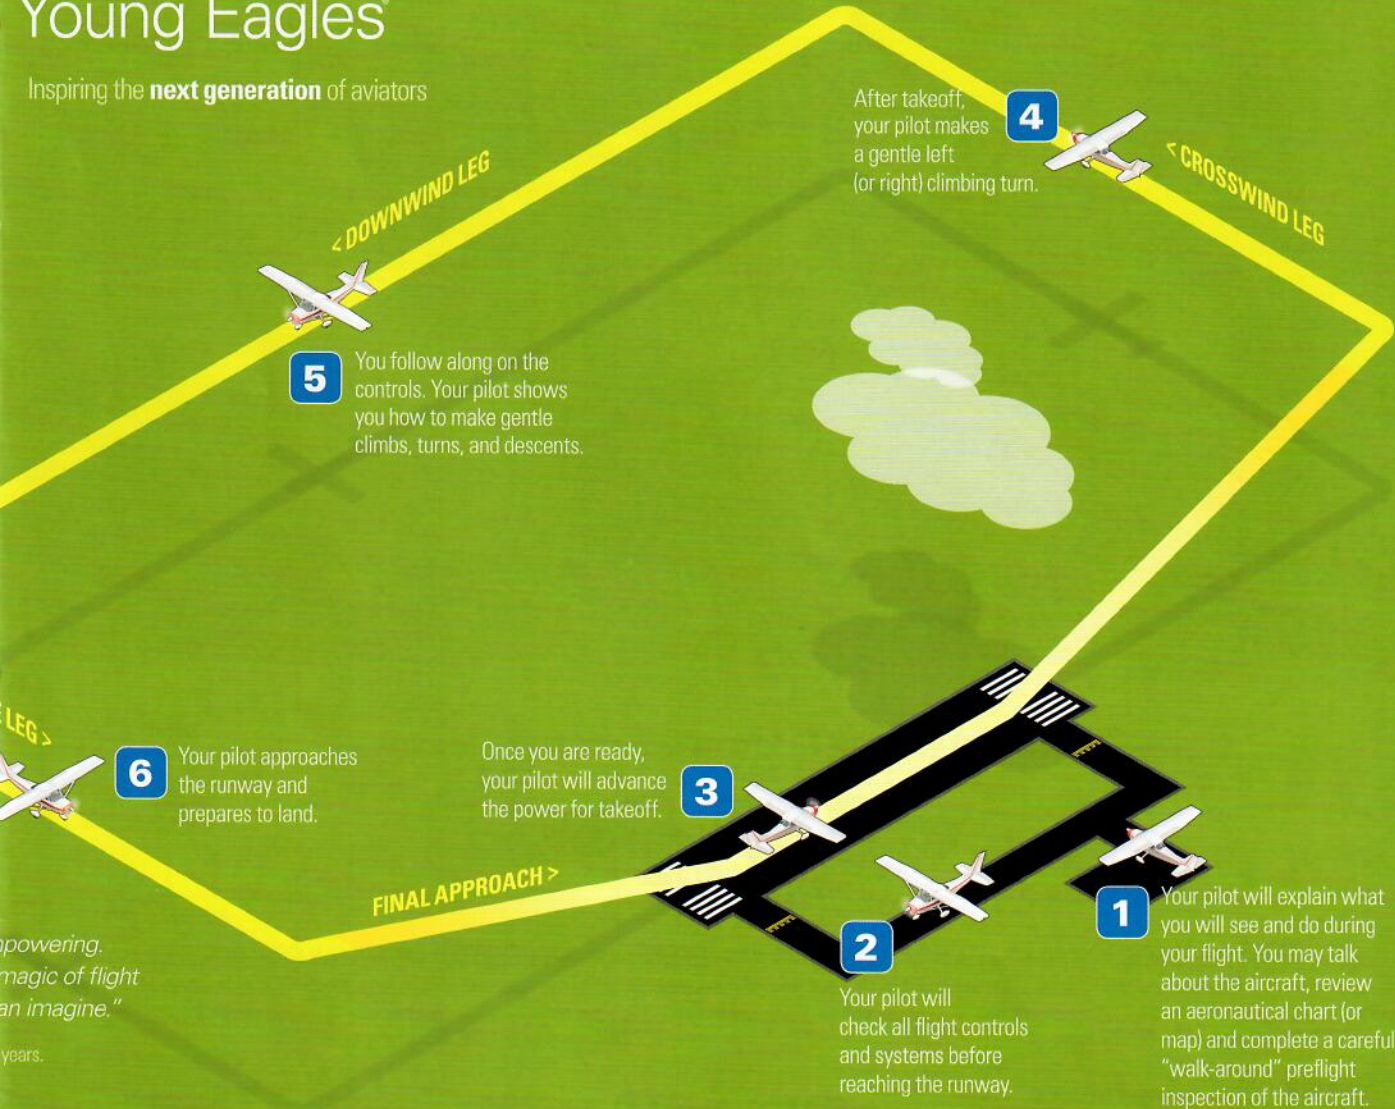 Young Eagles®
Inspiring the next generation of aviators
After takeoff,
your pilot makes
a gentle left
(or right) climbing turn.
4
< CROSSWIND LEG
< DOWNWIND LEG
5
You follow along on the
controls. Your pilot shows
you how to make gentle
climbs, turns, and descents.
LEG >
6
Your pilot approaches
the runway and
prepares to land.
Once you are ready,
your pilot will advance
the power for takeoff.
3
FINAL APPROACH >
2
Your pilot will
check all flight controls
and systems before
reaching the runway.
1
Your pilot will explain what
you will see and do during
your flight. You may talk
about the aircraft, review
an aeronautical chart (or
map) and complete a careful
"walk-around" preflight
inspection of the aircraft.
magic of flight
an imagine."
years.